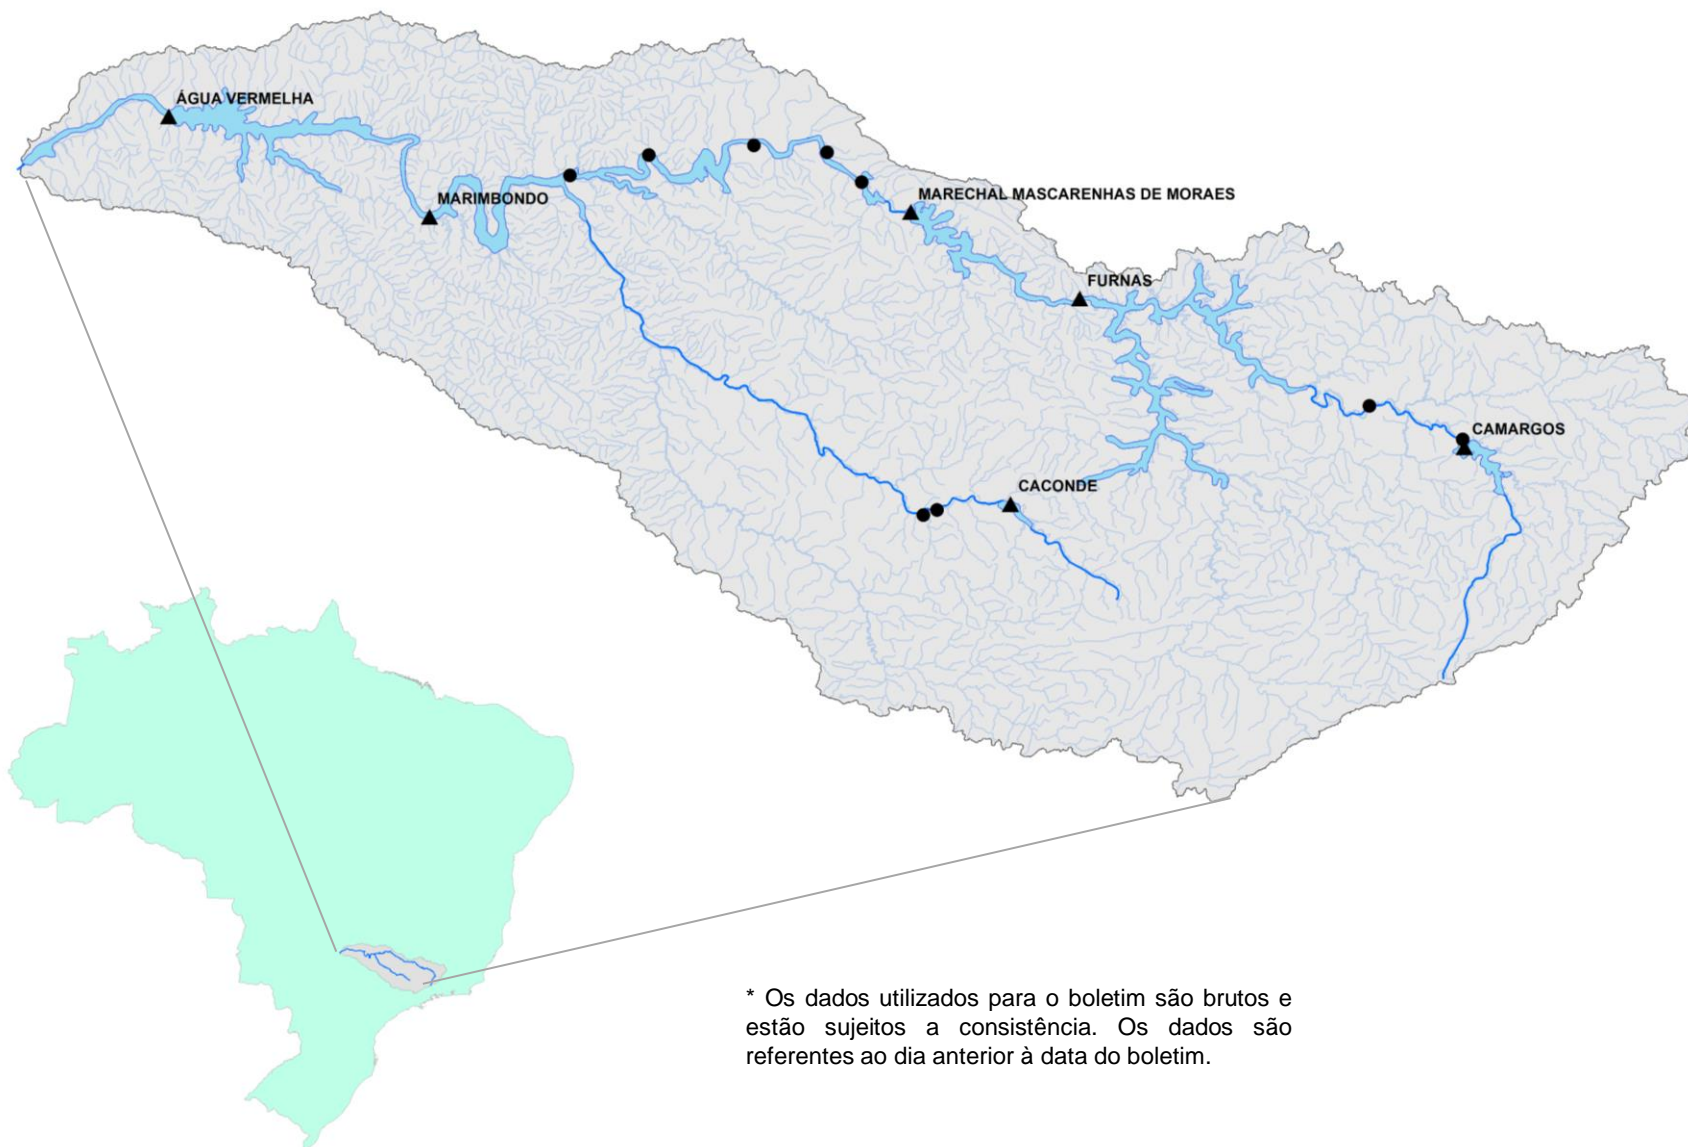 ÁGUA VERMELHA
MARIMBONDO
MARECHAL MASCARENHAS DE MORAES
FURNAS
CAMARGOS
CACONDE
* Os dados utilizados para o boletim são brutos e
estão sujeitos a consistência. Os dados são
referentes ao dia anterior à data do boletim.